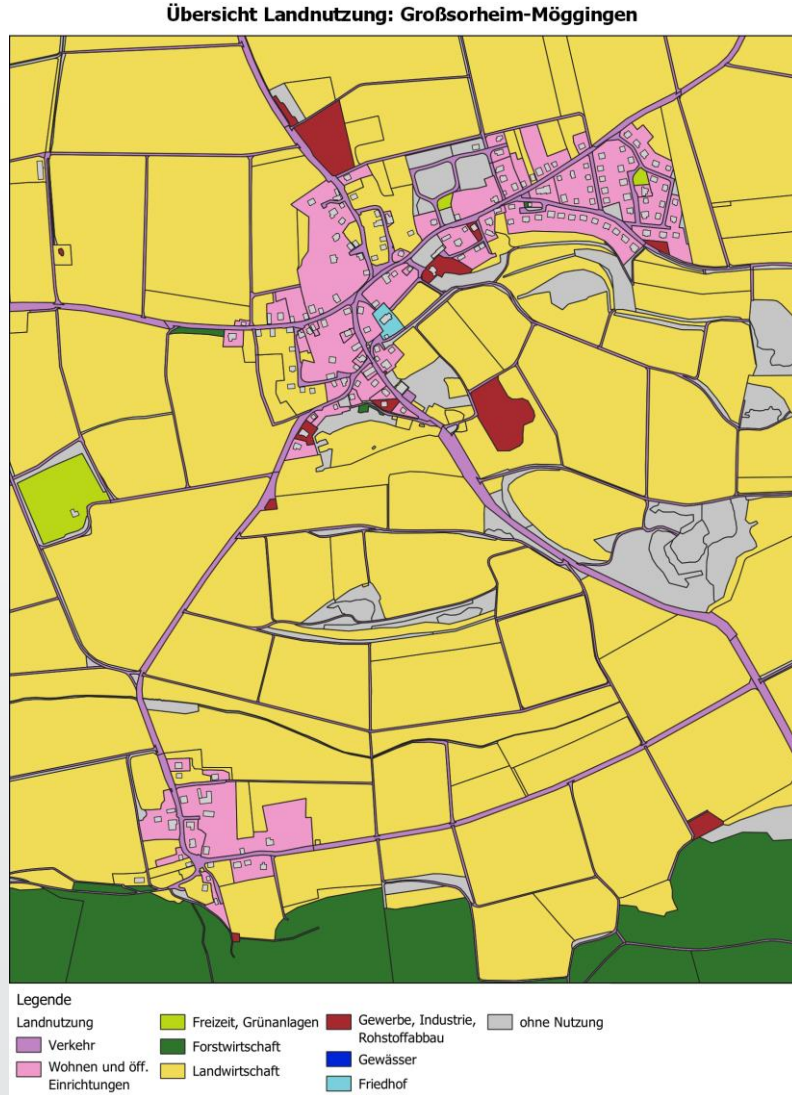 Übersicht Landnutzung: Großsorheim-Möggingen
Legende
Landnutzung
Verkehr
Wohnen und öff.
Einrichtungen
Freizeit, Grünanlagen
Forstwirtschaft
Landwirtschaft
Gewerbe, Industrie,
Rohstoffabbau
Gewässer
Friedhof
ohne Nutzung